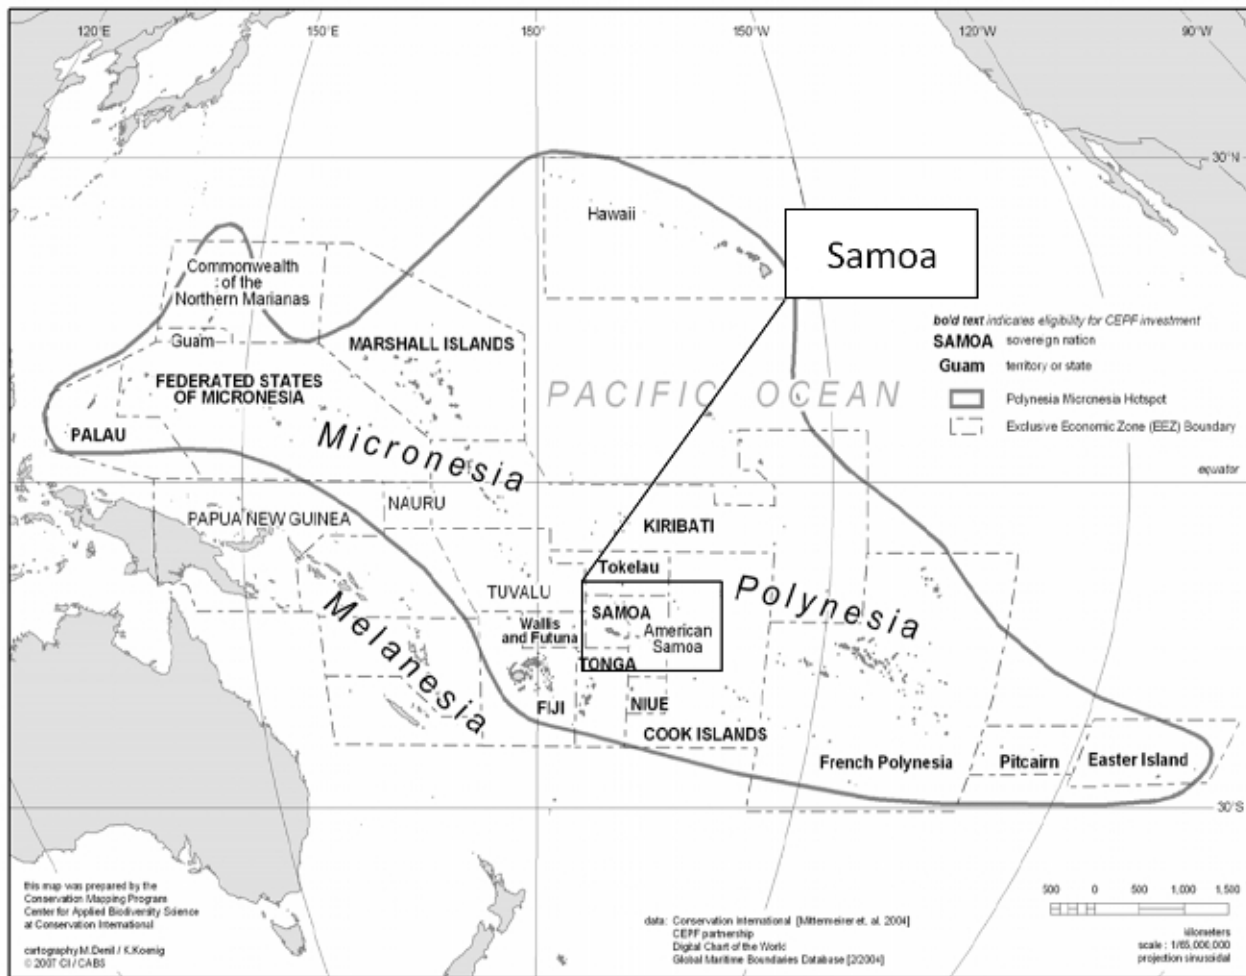 120°E
150°E
180°
150°W
120°W
90°W
30°N
Hawaii
Samoa
Commonwealth
of the
Northern Marianas
Guam
MARSHALL ISLANDS
bold text indicates eligibility for CEPF investment
SAMOA sovereign nation
Guam territory or state
Polynesia Micronesia Hotspot
Exclusive Economic Zone (EEZ) Boundary
FEDERATED STATES
OF MICRONESIA
PACIFIC OCEAN
PALAU
Micronesia
equator
NAURU
PAPUA NEW GUINEA
KIRIBATI
Tokelau
TUVALU
Polynesia
Melanesia
Wallis
and Futuna
SAMOA
American
Samoa
TONGA
FIJI
NIUE
COOK ISLANDS
French Polynesia
Pitcairn
Easter Island
30°S
this map was prepared by the
Conservation Mapping Program
Center for Applied Biodiversity Science
at Conservation International
cartography M.Denil / K.Koenig
© 2007 CI / CABS
data: Conservation International [Mittermeier et. al. 2004]
CEPF partnership
Digital Chart of the World
Global Maritime Boundaries Database [2/2004]
500 0 500 1,000 1,500
kilometers
scale : 1/65,000,000
projection sinusoidal